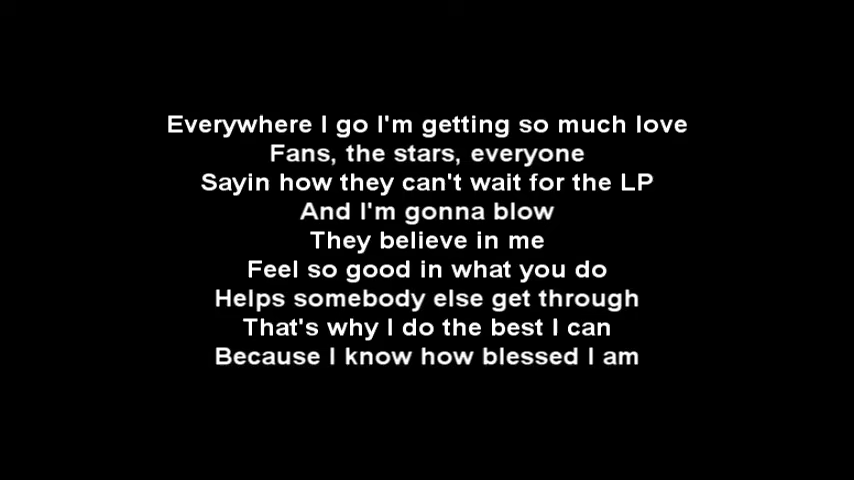 Everywhere I go I'm getting so much love
Fans, the stars, everyone
Sayin how they can't wait for the LP
And I'm gonna blow
They believe in me
Feel so good in what you do
Helps somebody else get through
That's why I do the best I can
Because I know how blessed I am